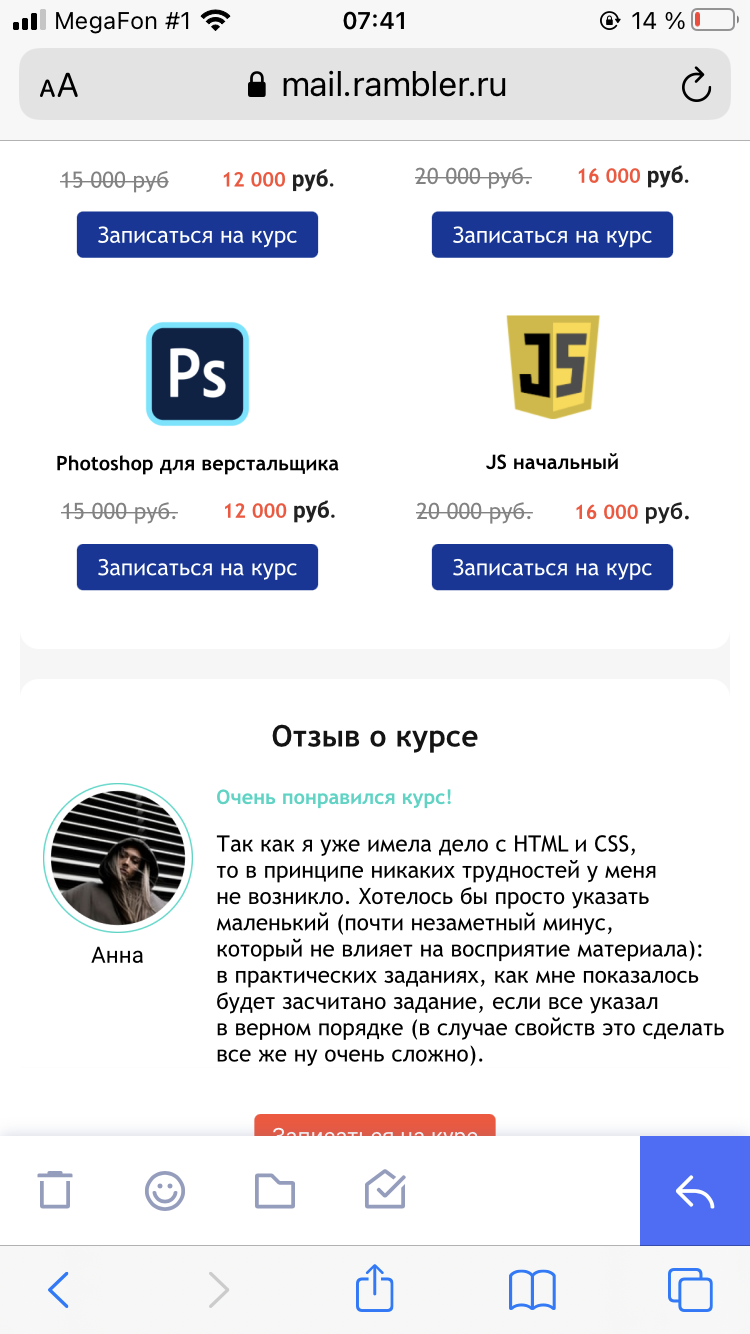 MegaFon #1 07:41 14 %
AA mail.rambler.ru
15 000 руб 12 000 руб. 20 000 руб. 16 000 руб.
Записаться на курс Записаться на курс
Ps JS
Photoshop для верстальщика JS начальный
15 000 руб. 12 000 руб. 20 000 руб. 16 000 руб.
Записаться на курс Записаться на курс
Отзыв о курсе
Очень понравился курс!
Так как я уже имела дело с HTML и CSS,
то в принципе никаких трудностей у меня
не возникло. Хотелось бы просто указать
маленький (почти незаметный минус,
который не влияет на восприятие материала):
в практических заданиях, как мне показалось
будет засчитано задание, если все указал
в верном порядке (в случае свойств это сделать
все же ну очень сложно).
Анна
Записаться на курс